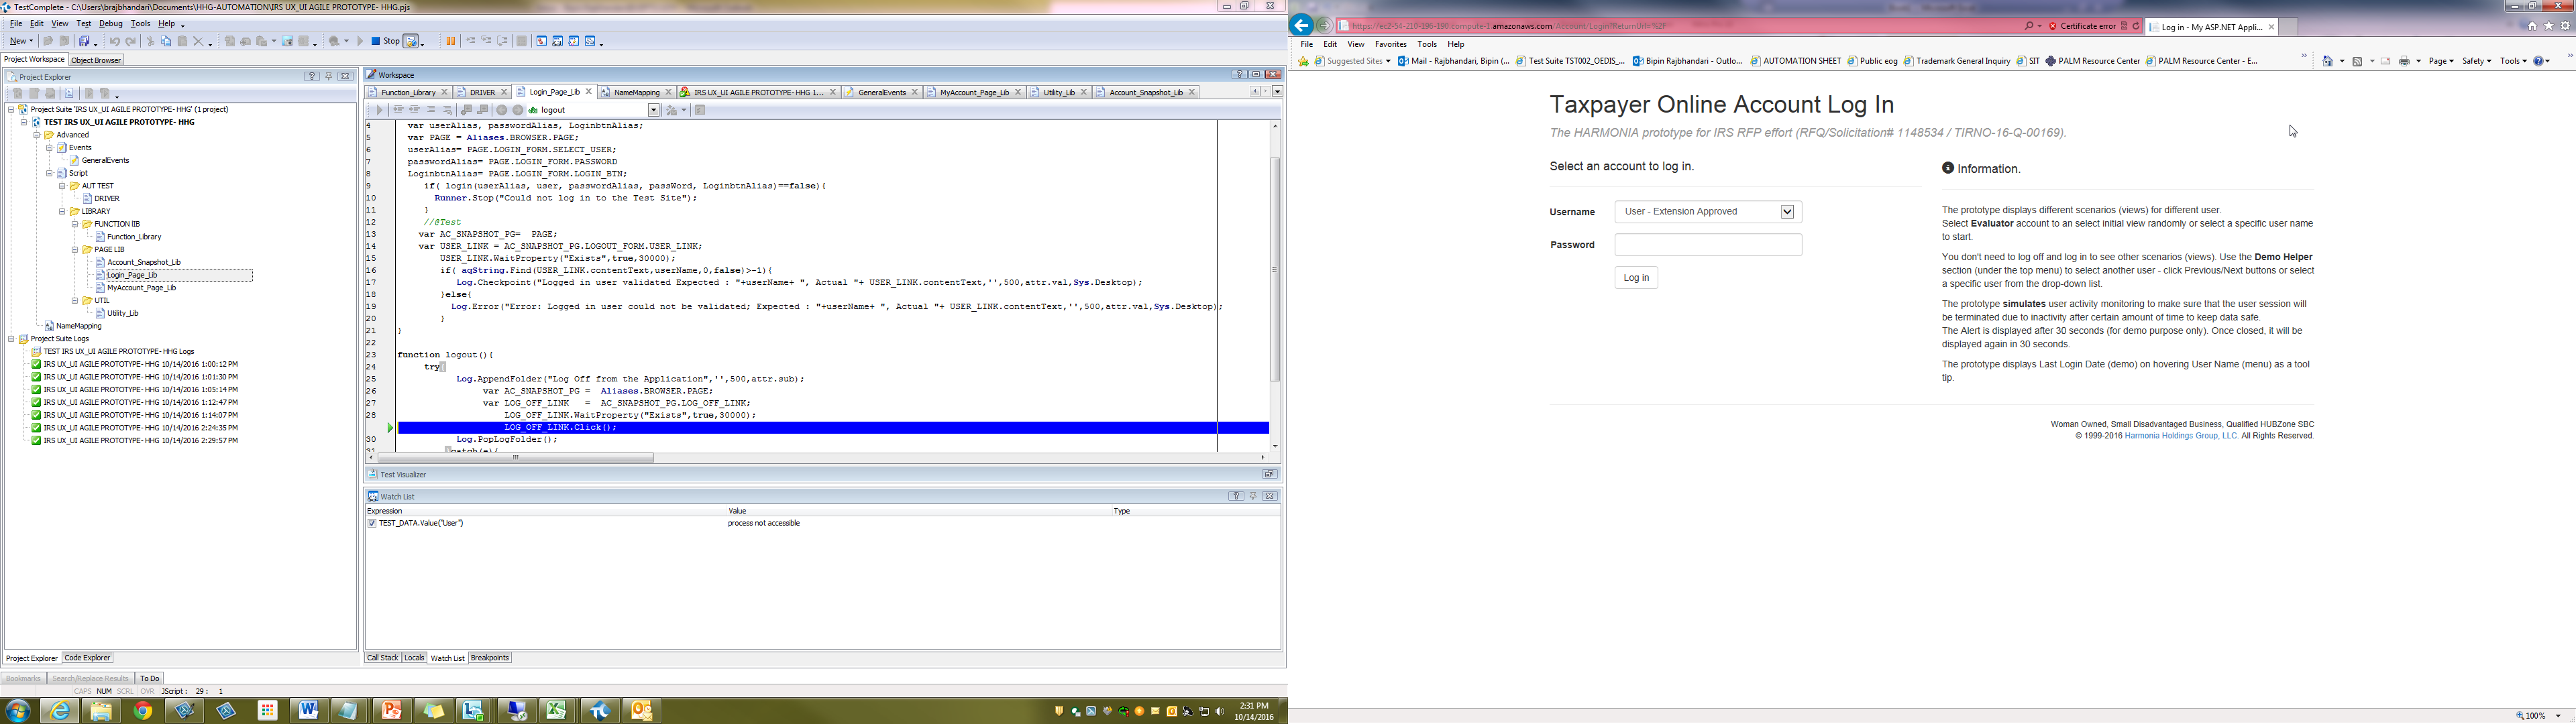 TestComplete - C:\Users\brajbhandari\Documents\HHG-AUTOMATION\IRS UX_UI AGILE PROTOTYPE- HHG.pjs
File Edit View Test Debug Tools Help
New Stop
Project Workspace Object Browser
Project Explorer
Project Suite 'IRS UX_UI AGILE PROTOTYPE- HHG' (1 project)
TEST IRS UX_UI AGILE PROTOTYPE- HHG
Advanced
Events
GeneralEvents
Script
AUT TEST
DRIVER
LIBRARY
FUNCTION lIB
Function_Library
PAGE LIB
Account_Snapshot_Lib
Login_Page_Lib
MyAccount_Page_Lib
UTIL
Utility_Lib
NameMapping
Project Suite Logs
TEST IRS UX_UI AGILE PROTOTYPE- HHG Logs
IRS UX_UI AGILE PROTOTYPE- HHG 10/14/2016 1:00:12 PM
IRS UX_UI AGILE PROTOTYPE- HHG 10/14/2016 1:01:30 PM
IRS UX_UI AGILE PROTOTYPE- HHG 10/14/2016 1:05:14 PM
IRS UX_UI AGILE PROTOTYPE- HHG 10/14/2016 1:12:47 PM
IRS UX_UI AGILE PROTOTYPE- HHG 10/14/2016 1:14:07 PM
IRS UX_UI AGILE PROTOTYPE- HHG 10/14/2016 2:24:35 PM
IRS UX_UI AGILE PROTOTYPE- HHG 10/14/2016 2:29:57 PM
Project Explorer Code Explorer
Workspace
Function_Library DRIVER Login_Page_Lib NameMapping IRS UX_UI AGILE PROTOTYPE- HHG 1... GeneralEvents MyAccount_Page_Lib Utility_Lib Account_Snapshot_Lib
logout
4 var userAlias, passwordAlias, LoginbtnAlias;
5 var PAGE = Aliases.BROWSER.PAGE;
6 userAlias= PAGE.LOGIN_FORM.SELECT_USER;
7 passwordAlias= PAGE.LOGIN_FORM.PASSWORD
8 LoginbtnAlias= PAGE.LOGIN_FORM.LOGIN_BTN;
9 if( login(userAlias, user, passwordAlias, passWord, LoginbtnAlias)==false){
10 Runner.Stop("Could not log in to the Test Site");
11 }
12 //@Test
13 var AC_SNAPSHOT_PG= PAGE;
14 var USER_LINK = AC_SNAPSHOT_PG.LOGOUT_FORM.USER_LINK;
15 USER_LINK.WaitProperty("Exists",true,30000);
16 if( aqString.Find(USER_LINK.contentText,userName,0,false)>-1){
17 Log.Checkpoint("Logged in user validated Expected : "+userName+ ", Actual "+ USER_LINK.contentText,'',500,attr.val,Sys.Desktop);
18 }else{
19 Log.Error("Error: Logged in user could not be validated; Expected : "+userName+ ", Actual "+ USER_LINK.contentText,'',500,attr.val,Sys.Desktop);
20 }
21 }
22
23 function logout(){
24 try{
25 Log.AppendFolder("Log Off from the Application",'',500,attr.sub);
26 var AC_SNAPSHOT_PG = Aliases.BROWSER.PAGE;
27 var LOG_OFF_LINK = AC_SNAPSHOT_PG.LOG_OFF_LINK;
28 LOG_OFF_LINK.WaitProperty("Exists",true,30000);
LOG_OFF_LINK.Click();
30 Log.PopLogFolder();
31 }catch(e){
Test Visualizer
Watch List
Expression Value Type
TEST_DATA.Value("User") process not accessible
Call Stack Locals Watch List Breakpoints
Bookmarks Search/Replace Results To Do
CAPS NUM SCRL OVR JScript : 29 : 1
2:31 PM
10/14/2016
amazonaws.com/Account/Login?ReturnUrl=%2F
Certificate error
Log in - My ASP.NET Appli...
File Edit View Favorites Tools Help
Suggested Sites Mail - Rajbhandari, Bipin (... Test Suite TST002_OEDIS_... Bipin Rajbhandari - Outlo... AUTOMATION SHEET Public eog Trademark General Inquiry SIT PALM Resource Center PALM Resource Center - E...
Page Safety Tools
Taxpayer Online Account Log In
The HARMONIA prototype for IRS RFP effort (RFQ/Solicitation# 1148534 / TIRNO-16-Q-00169).
Select an account to log in.
Username User - Extension Approved
Password
Log in
Information.
The prototype displays different scenarios (views) for different user.
Select Evaluator account to an select initial view randomly or select a specific user name
to start.
You don't need to log off and log in to see other scenarios (views). Use the Demo Helper
section (under the top menu) to select another user - click Previous/Next buttons or select
a specific user from the drop-down list.
The prototype simulates user activity monitoring to make sure that the user session will
be terminated due to inactivity after certain amount of time to keep data safe.
The Alert is displayed after 30 seconds (for demo purpose only). Once closed, it will be
displayed again in 30 seconds.
The prototype displays Last Login Date (demo) on hovering User Name (menu) as a tool
tip.
Woman Owned, Small Disadvantaged Business, Qualified HUBZone SBC
© 1999-2016 Harmonia Holdings Group, LLC. All Rights Reserved.
100%